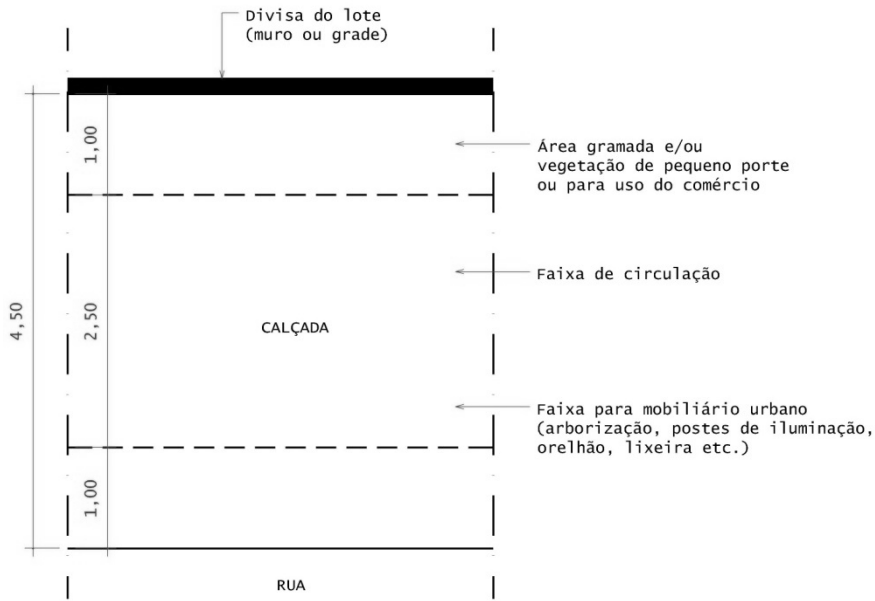 Divisa do lote
(muro ou grade)
1,00
Área gramada e/ou
vegetação de pequeno porte
ou para uso do comércio
Faixa de circulação
4,50
2,50
CALÇADA
Faixa para mobiliário urbano
(arborização, postes de iluminação,
orelhão, lixeira etc.)
1,00
RUA